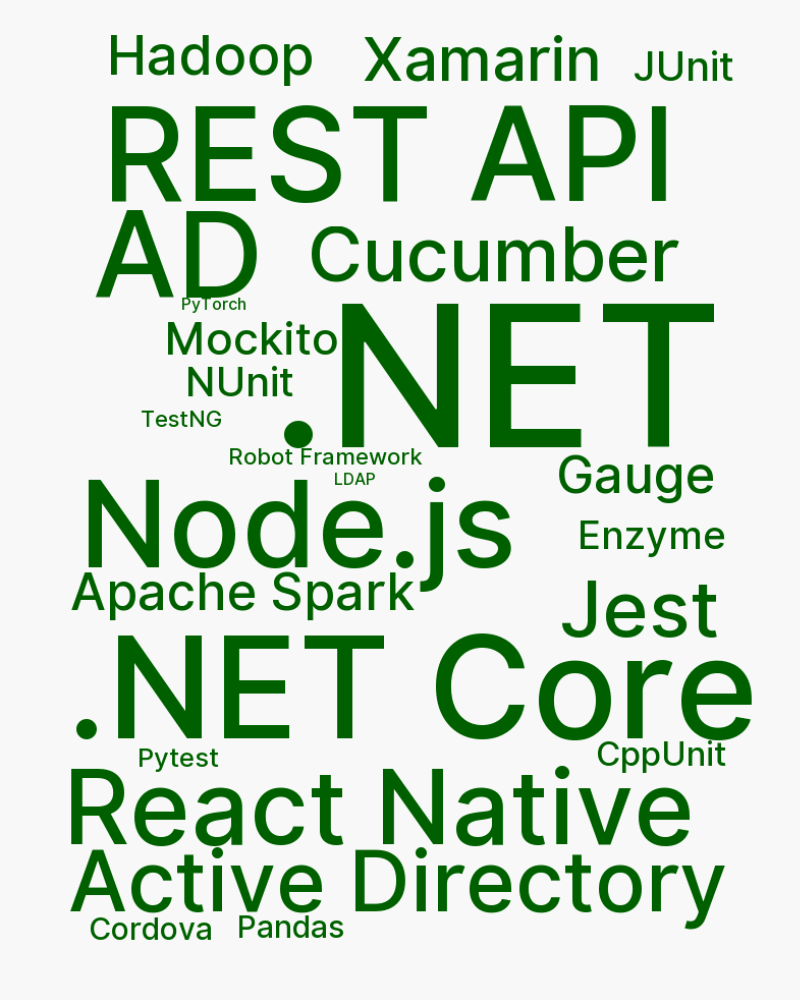 Hadoop Xamarin JUnit
REST API
AD Cucumber
PyTorch
.NET
Mockito
NUnit
TestNG
Robot Framework
LDAP
Gauge
Node.js
Enzyme
Apache Spark
Jest
.NET Core
Pytest CppUnit
React Native
Active Directory
Cordova Pandas